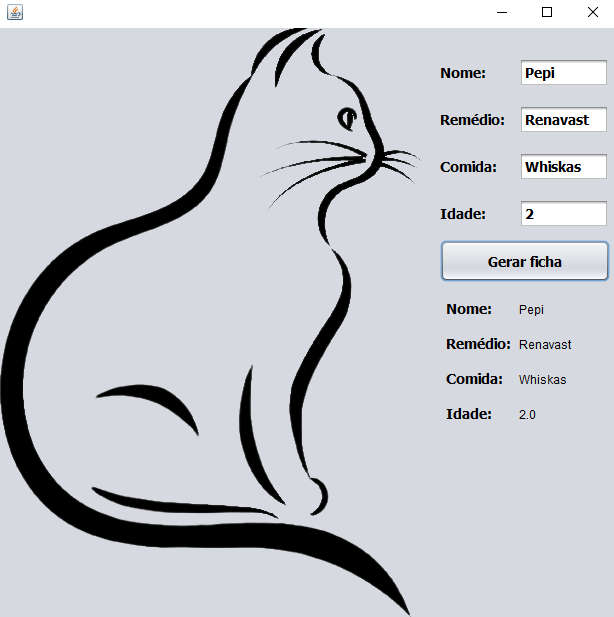 Nome: Pepi
Remédio: Renavast
Comida: Whiskas
Idade: 2
Gerar ficha
Nome: Pepi
Remédio: Renavast
Comida: Whiskas
Idade: 2.0